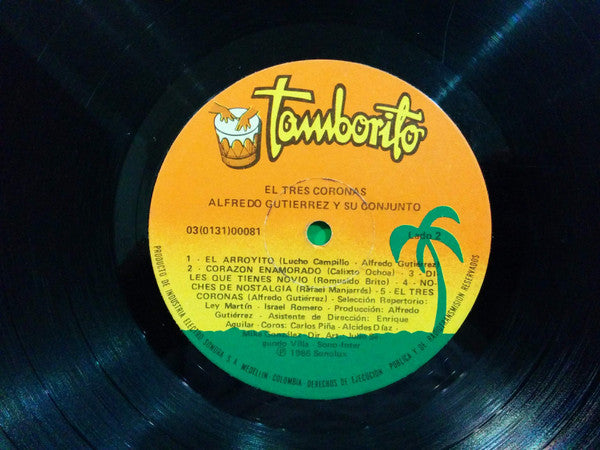 Tamborito
EL TRES CORONAS
ALFREDO GUTIERREZ Y SU CONJUNTO
03(0131)00081
Lado 2
1 - EL ARROYITO (Lucho Campillo - Alfredo Gutiérrez)
2 - CORAZON ENAMORADO (Calixto Ochoa) - 3 - DI-
LES QUE TIENES NOVIO (Romualdo Brito) - 4 - NO-
CHES DE NOSTALGIA (Rafael Manjarrés) - 5 - EL TRES
CORONAS (Alfredo Gutiérrez) - Selección Repertorio:
Ley Martín - Israel Romero - Producción: Alfredo
Gutiérrez - Asistente de Dirección: Enrique
Aguilar - Coros: Carlos Piña - Alcides Díaz
Villa - Sono-Inter
℗ 1986 Sonolux
PRODUCTO DE INDUSTRIA ELECTRO SONORA S.A. MEDELLIN - COLOMBIA - DERECHOS DE EJECUCION, PUBLICA Y DE RADIOTRANSMISION RESERVADOS